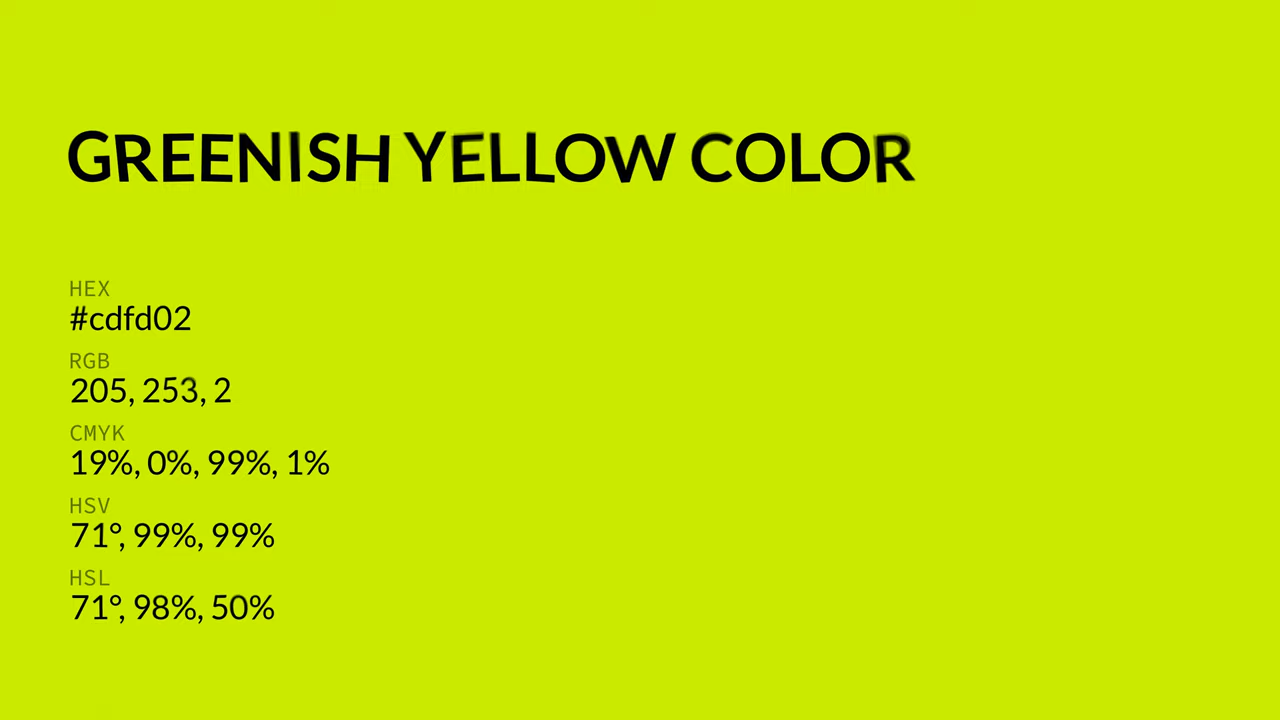 GREENISH YELLOW COLOR
HEX
#cdfd02
RGB
205, 253, 2
CMYK
19%, 0%, 99%, 1%
HSV
71°, 99%, 99%
HSL
71°, 98%, 50%